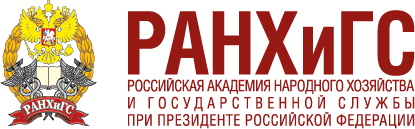 РАНХиГС
РАНХиГС
РОССИЙСКАЯ АКАДЕМИЯ НАРОДНОГО ХОЗЯЙСТВА
И ГОСУДАРСТВЕННОЙ СЛУЖБЫ
ПРИ ПРЕЗИДЕНТЕ РОССИЙСКОЙ ФЕДЕРАЦИИ